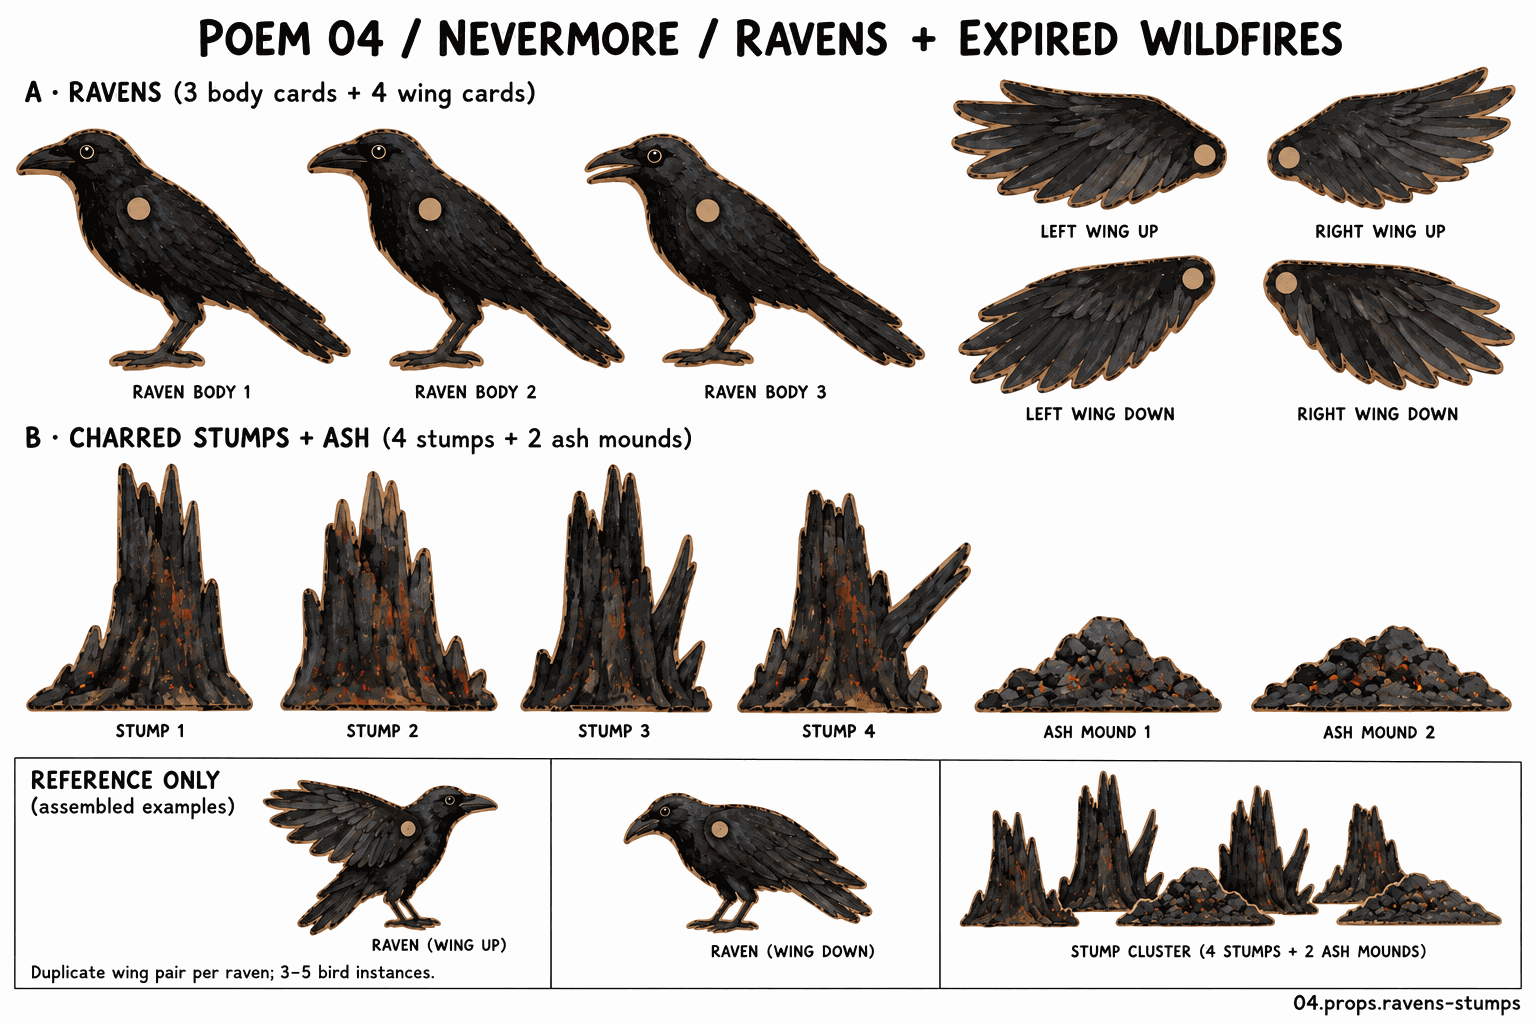 POEM 04 / NEVERMORE / RAVENS + EXPIRED WILDFIRES
A · RAVENS (3 body cards + 4 wing cards)
RAVEN BODY 1
RAVEN BODY 2
RAVEN BODY 3
LEFT WING UP
RIGHT WING UP
LEFT WING DOWN
RIGHT WING DOWN
B · CHARRED STUMPS + ASH (4 stumps + 2 ash mounds)
STUMP 1
STUMP 2
STUMP 3
STUMP 4
ASH MOUND 1
ASH MOUND 2
REFERENCE ONLY
(assembled examples)
RAVEN (WING UP)
Duplicate wing pair per raven; 3–5 bird instances.
RAVEN (WING DOWN)
STUMP CLUSTER (4 STUMPS + 2 ASH MOUNDS)
04.props.ravens-stumps